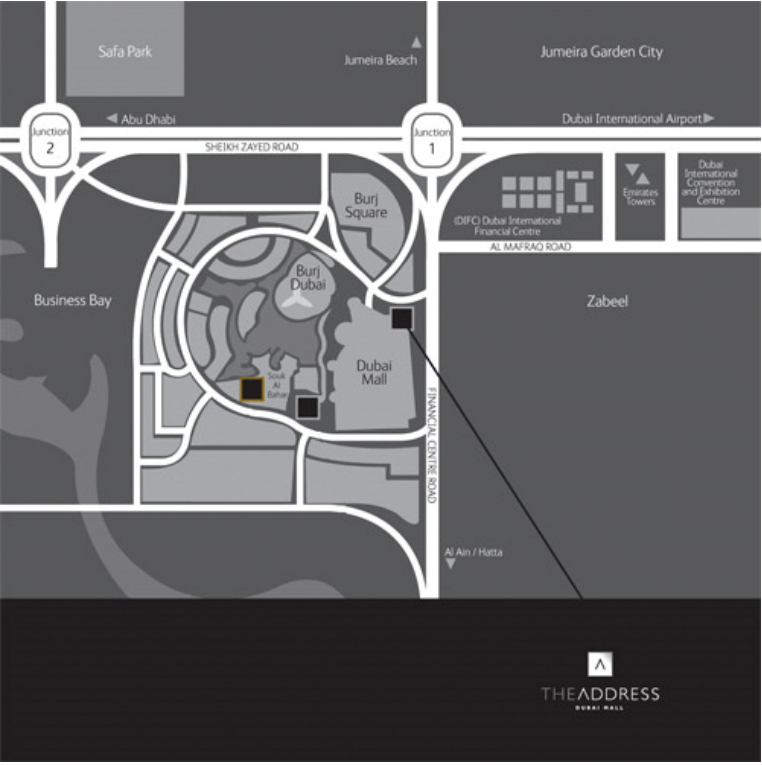 Safa Park
Jumeira Beach
Jumeira Garden City
Abu Dhabi
Dubai International Airport
Junction
2
Junction
1
SHEIKH ZAYED ROAD
Dubai
International
Convention
and Exhibition
Centre
Emirates
Towers
(DIFC) Dubai International
Financial Centre
AL MAFRAQ ROAD
Burj
Square
Burj
Dubai
Business Bay
Zabeel
Dubai
Mall
Souk
Al
Bahar
FINANCIAL CENTRE ROAD
Al Ain / Hatta
THE ADDRESS
DUBAI MALL